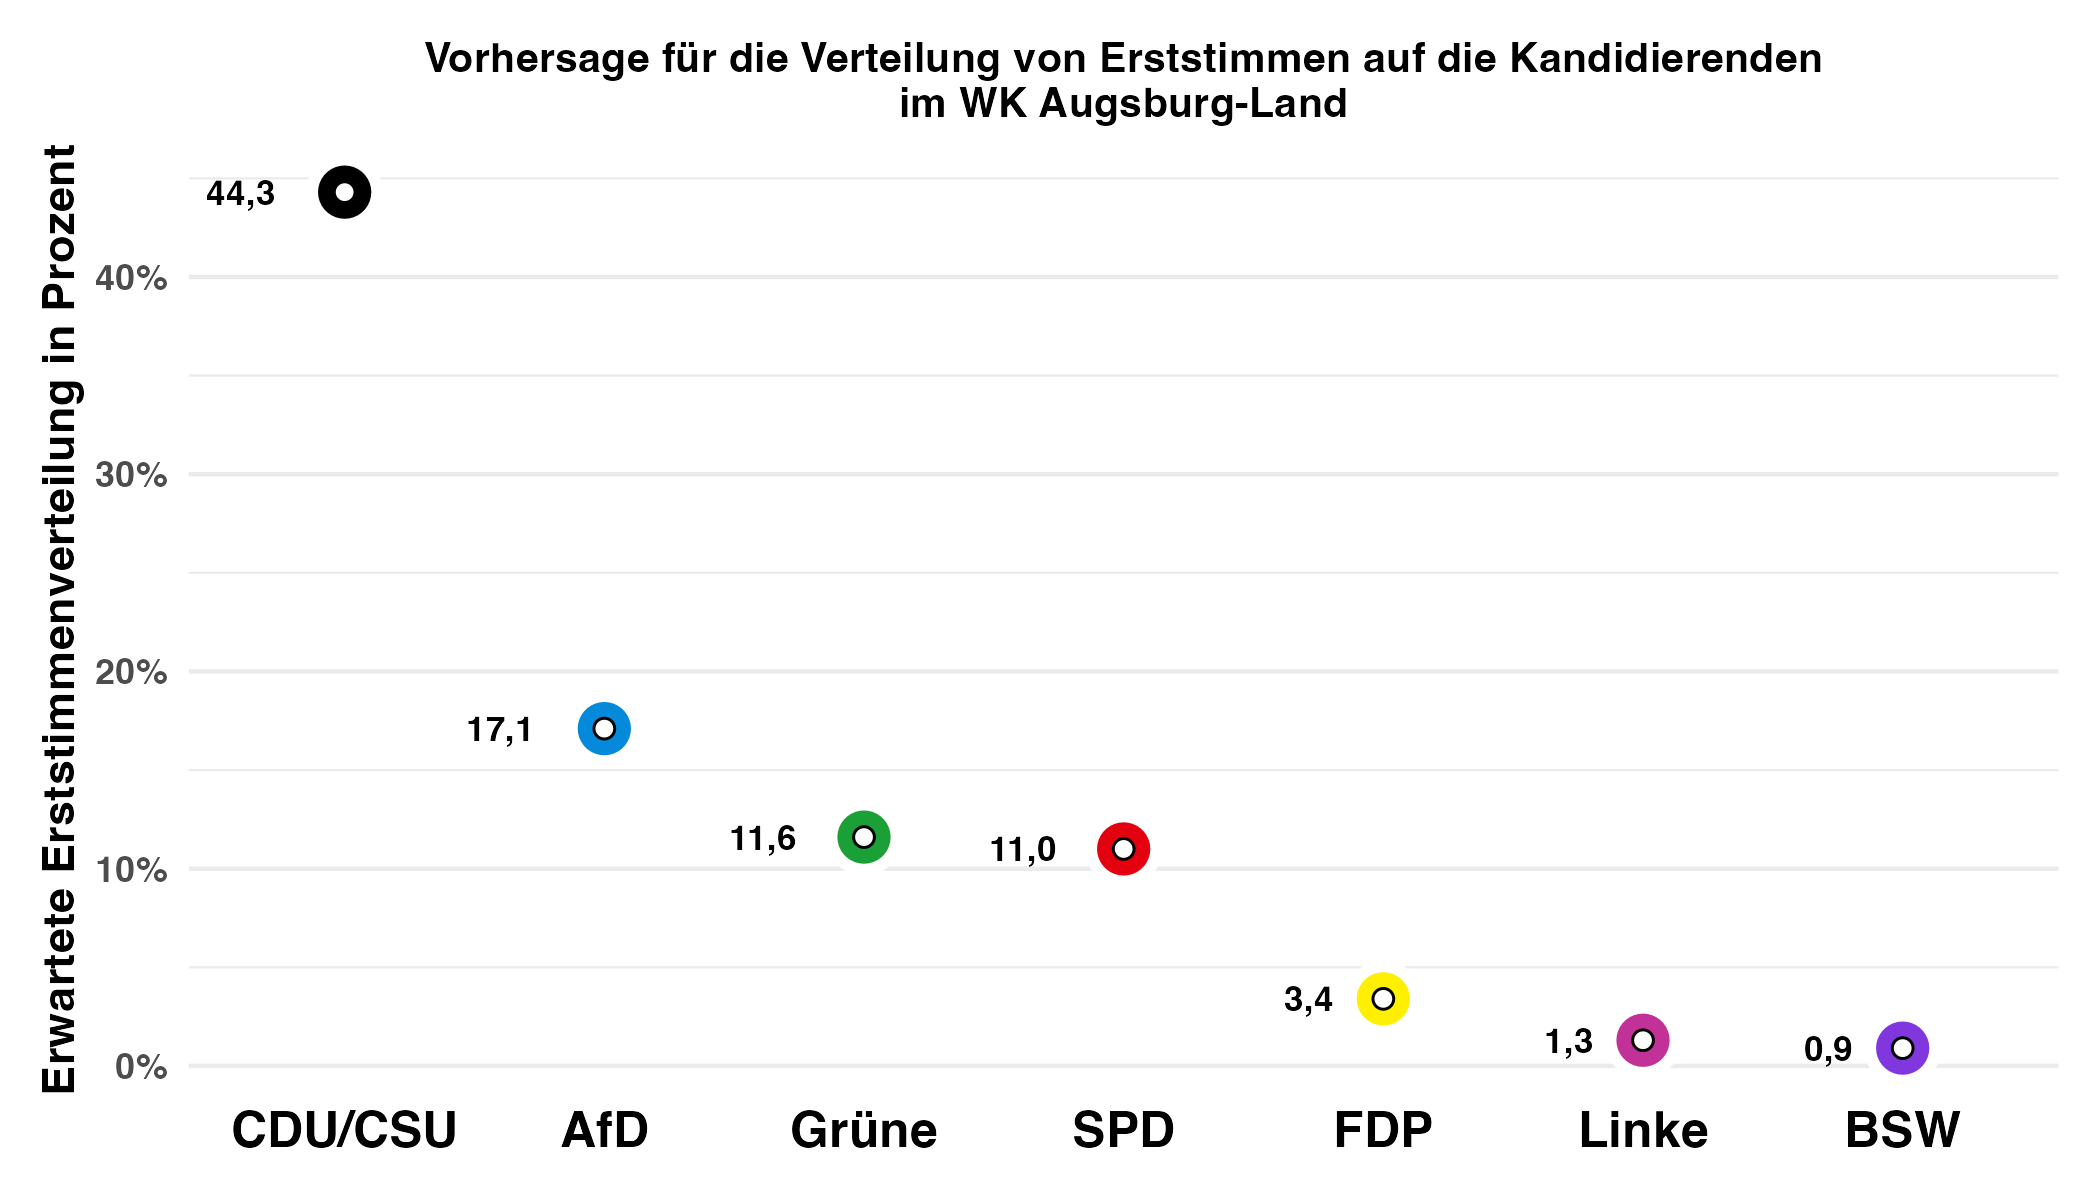 Vorhersage für die Verteilung von Erststimmen auf die Kandidierenden
im WK Augsburg-Land
Erwartete Erststimmenverteilung in Prozent
44,3
40%
30%
20%
17,1
11,6
11,0
10%
3,4
1,3
0,9
0%
CDU/CSU
AfD
Grüne
SPD
FDP
Linke
BSW